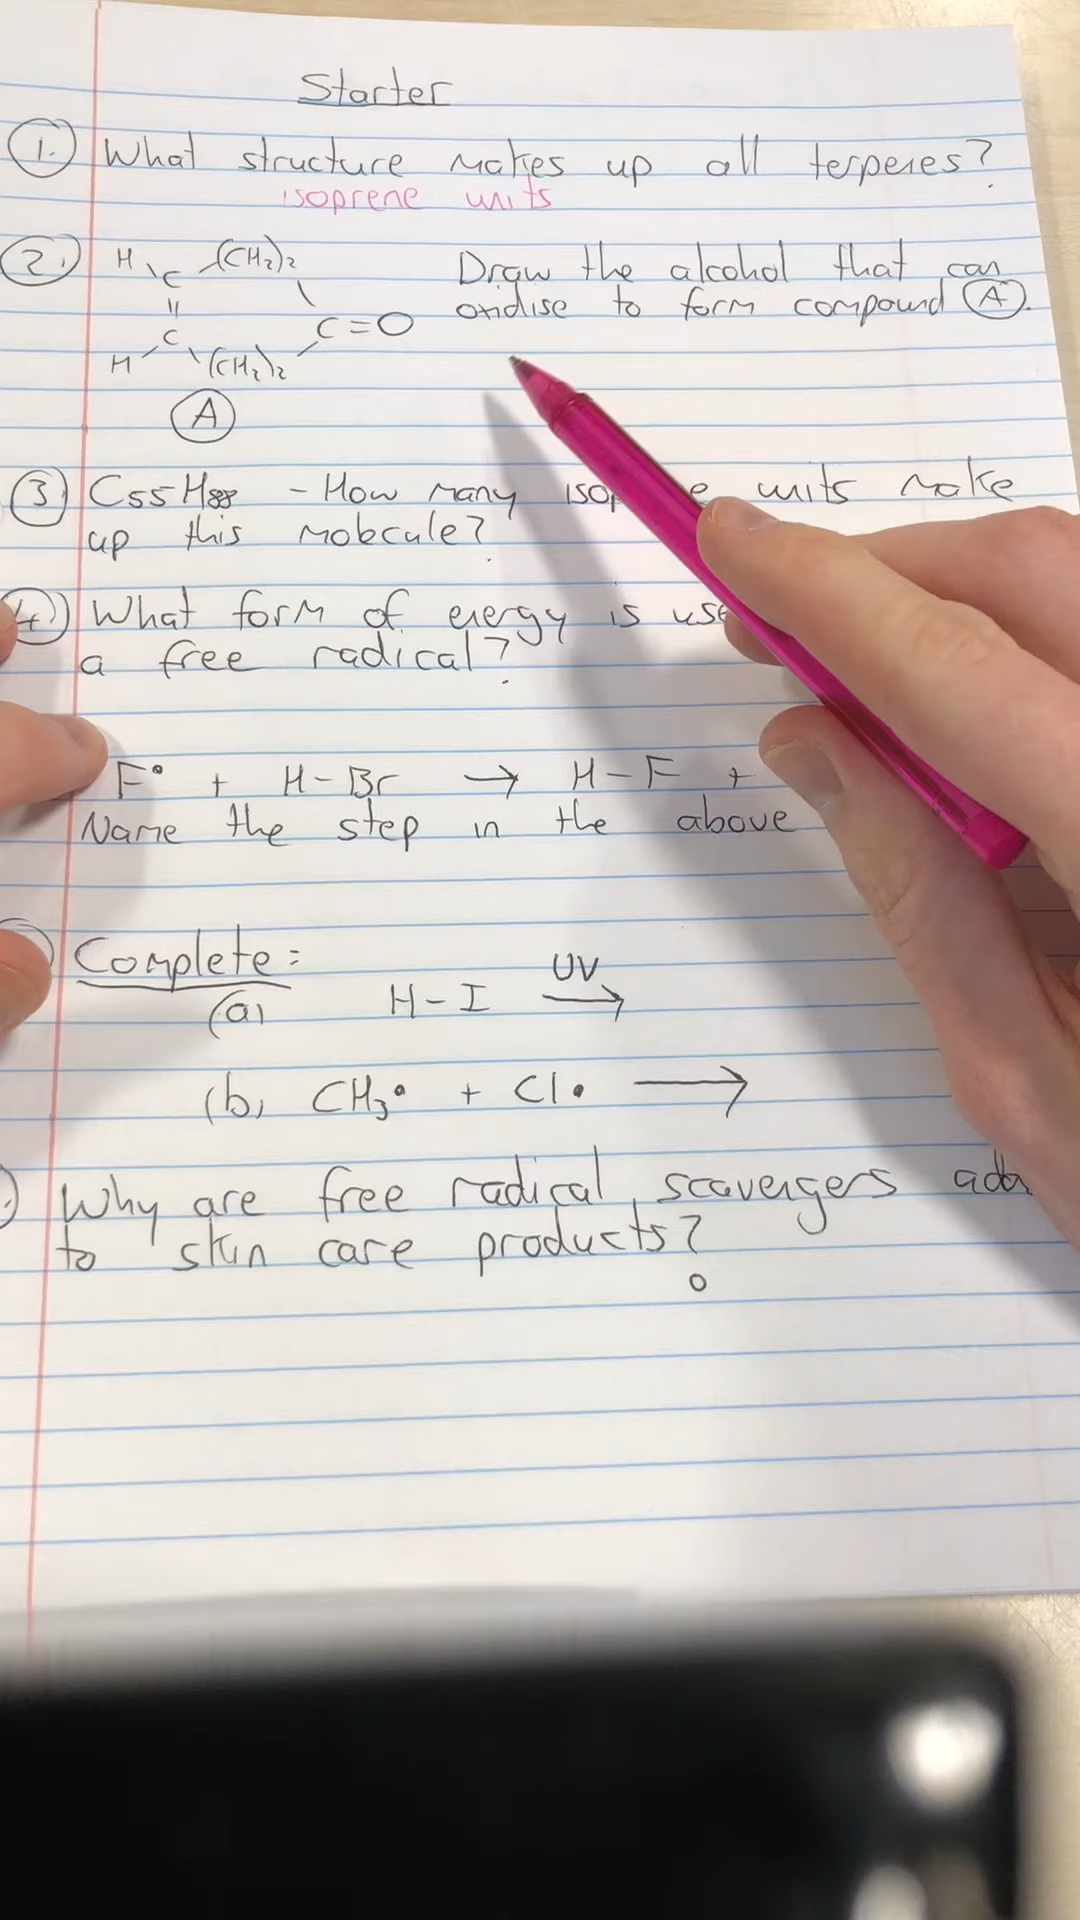 Starter
1. What structure makes up all terpenes?
isoprene units
2. H C (CH2)2 Draw the alcohol that can
oxidise to form compound A.
C=O
C
H (CH2)2
A
3 C55H88 - How many units make
up this molecule?
4. What form of energy is
a free radical?
F• + H-Br → H-F +
Name the step in the above
Complete:
(a) H-I UV →
(b) CH3• + Cl• →
Why are free radical scavengers
to skin care products?